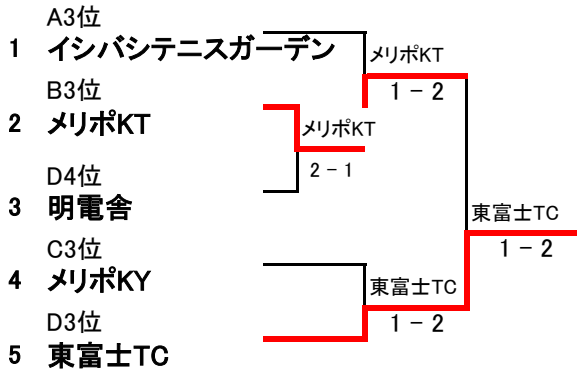 A3位
1 イシバシテニスガーデン
メリポKT
B3位
1 − 2
2 メリポKT
メリポKT
D4位
2 − 1
3 明電舎
東富士TC
C3位
1 − 2
4 メリポKY
東富士TC
D3位
1 − 2
5 東富士TC